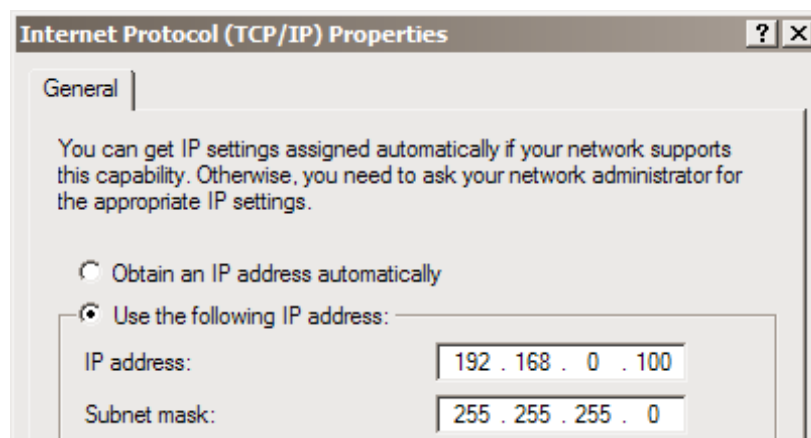 Internet Protocol (TCP/IP) Properties
General
You can get IP settings assigned automatically if your network supports
this capability. Otherwise, you need to ask your network administrator for
the appropriate IP settings.
Obtain an IP address automatically
Use the following IP address:
IP address: 192 . 168 . 0 . 100
Subnet mask: 255 . 255 . 255 . 0